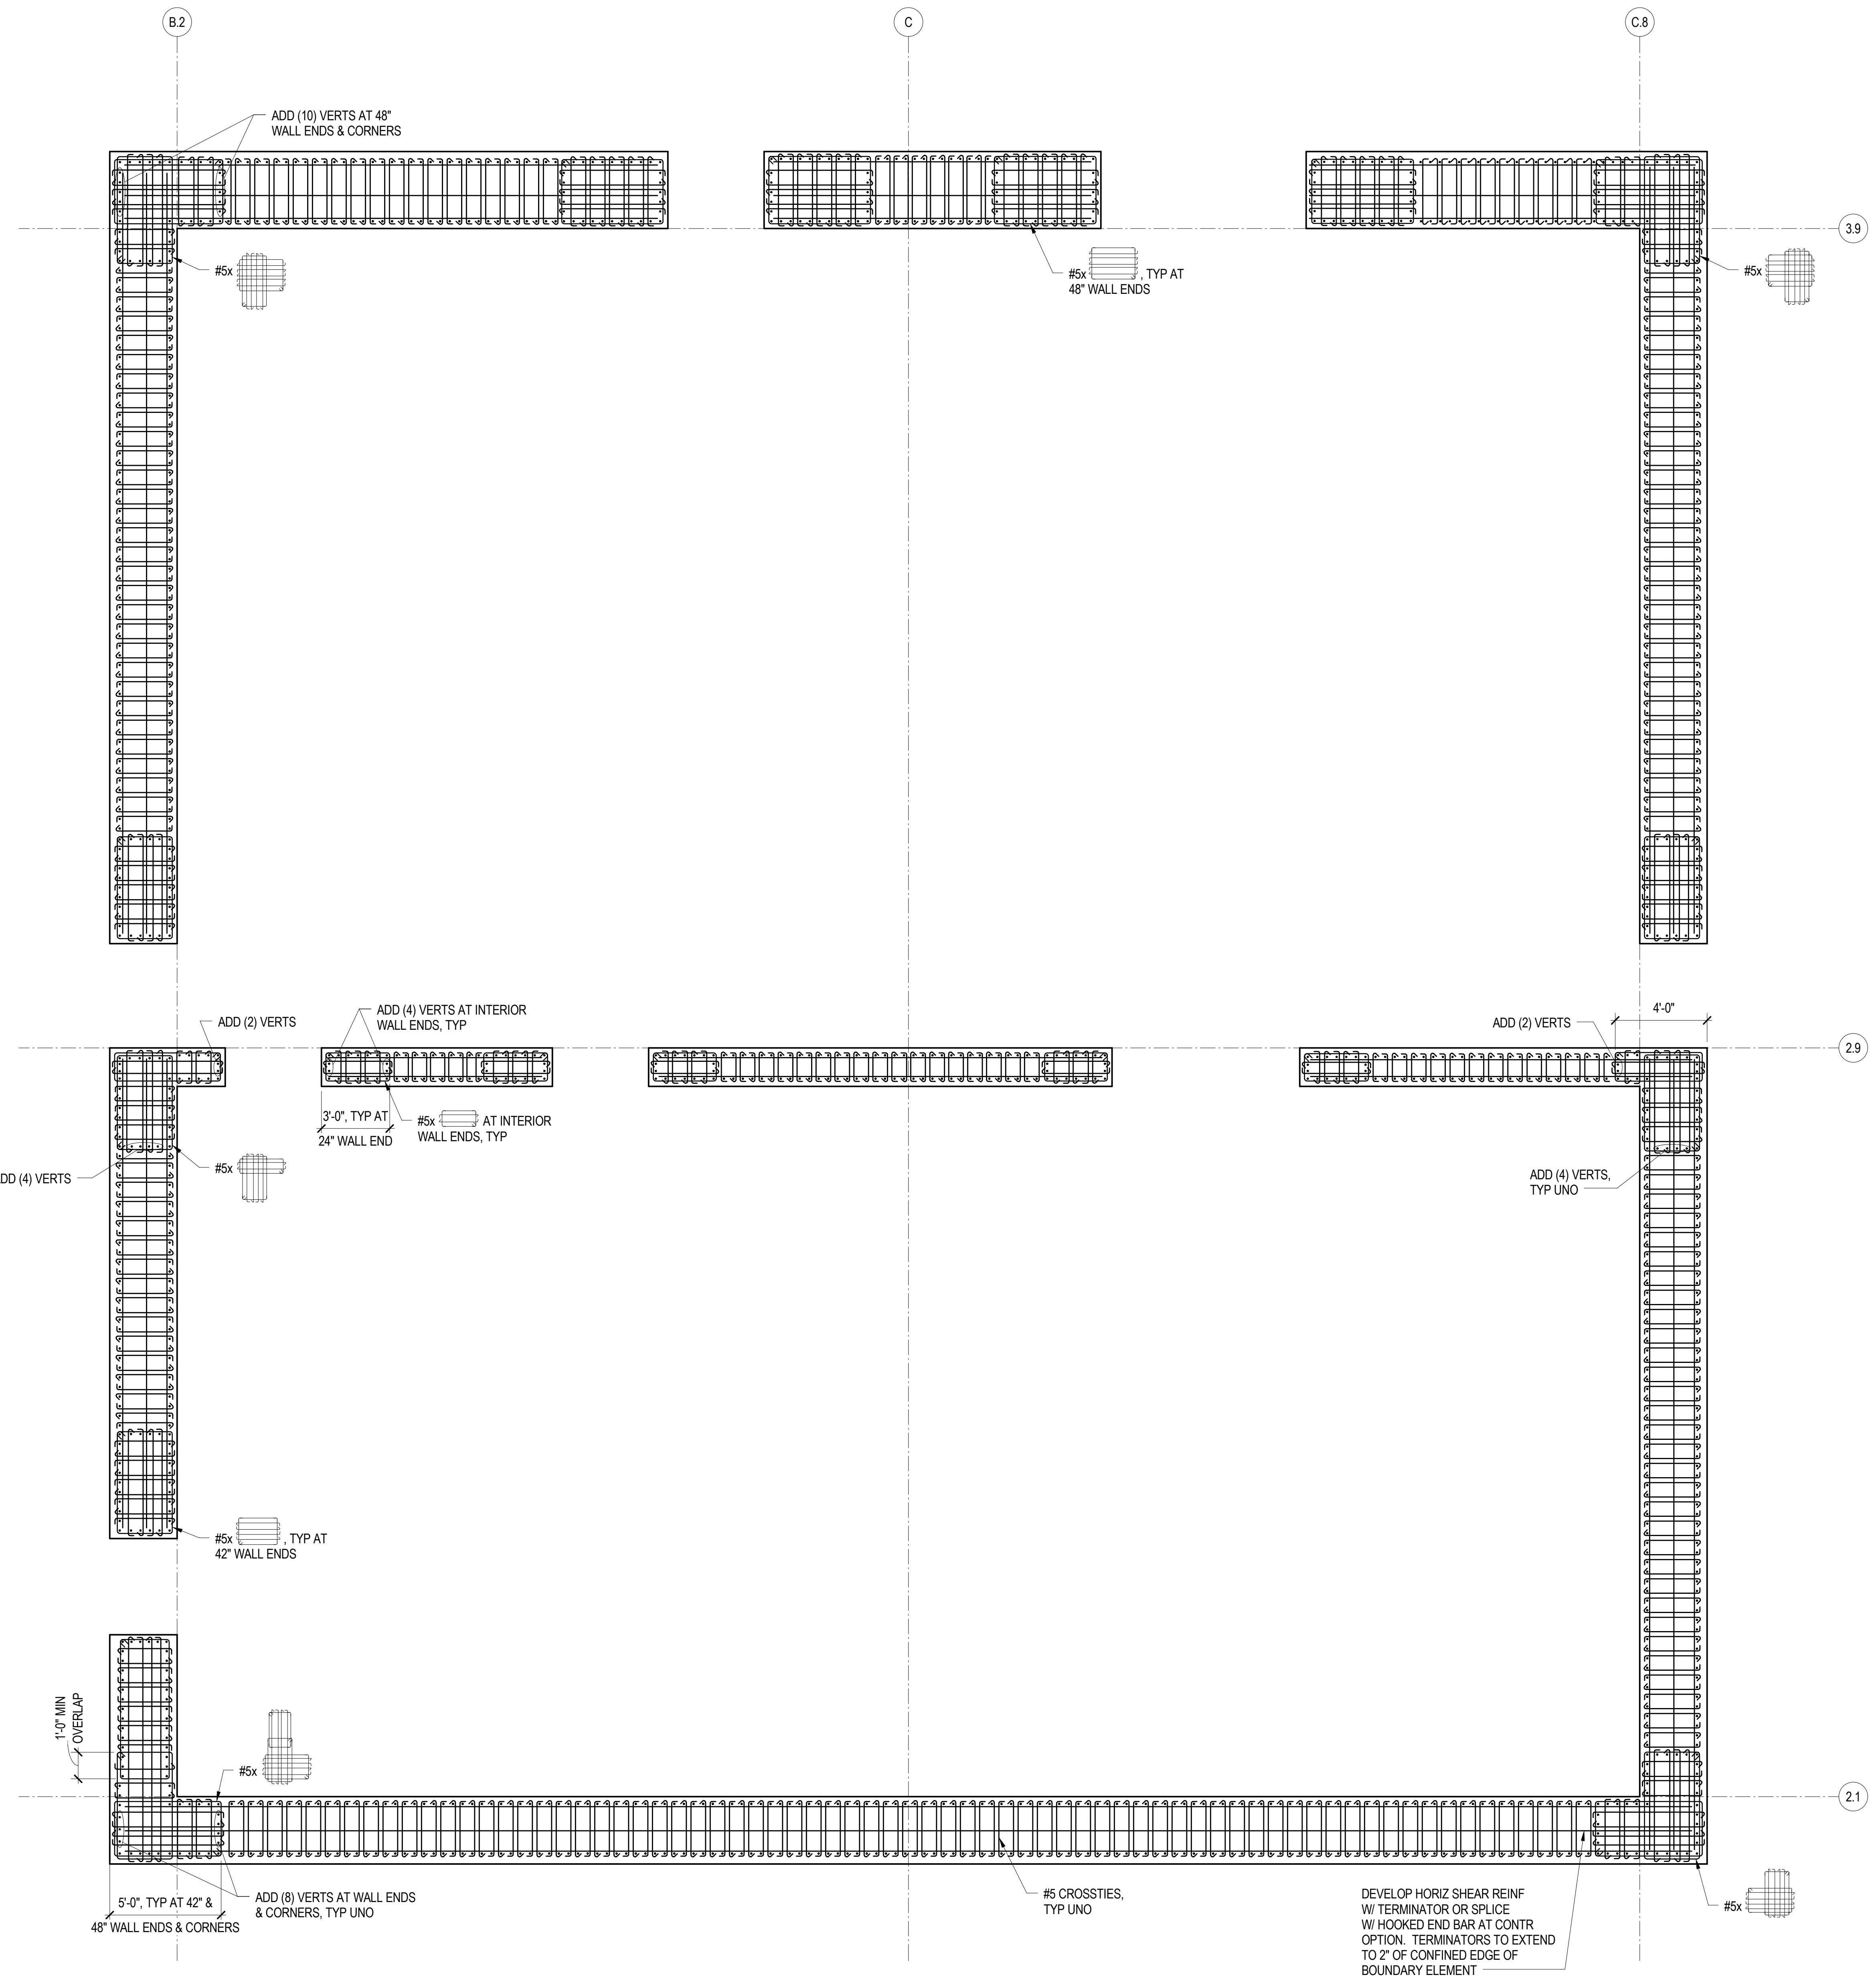 B.2
C
C.8
ADD (10) VERTS AT 48"
WALL ENDS & CORNERS
3.9
#5x
#5x , TYP AT
48" WALL ENDS
#5x
ADD (2) VERTS
ADD (4) VERTS AT INTERIOR
WALL ENDS, TYP
ADD (2) VERTS
4'-0"
2.9
3'-0", TYP AT
24" WALL END
#5x AT INTERIOR
WALL ENDS, TYP
#5x
DD (4) VERTS
ADD (4) VERTS,
TYP UNO
#5x , TYP AT
42" WALL ENDS
1'-0" MIN
OVERLAP
#5x
2.1
5'-0", TYP AT 42" &
48" WALL ENDS & CORNERS
ADD (8) VERTS AT WALL ENDS
& CORNERS, TYP UNO
#5 CROSSTIES,
TYP UNO
DEVELOP HORIZ SHEAR REINF
W/ TERMINATOR OR SPLICE
W/ HOOKED END BAR AT CONTR
OPTION. TERMINATORS TO EXTEND
TO 2" OF CONFINED EDGE OF
BOUNDARY ELEMENT
#5x